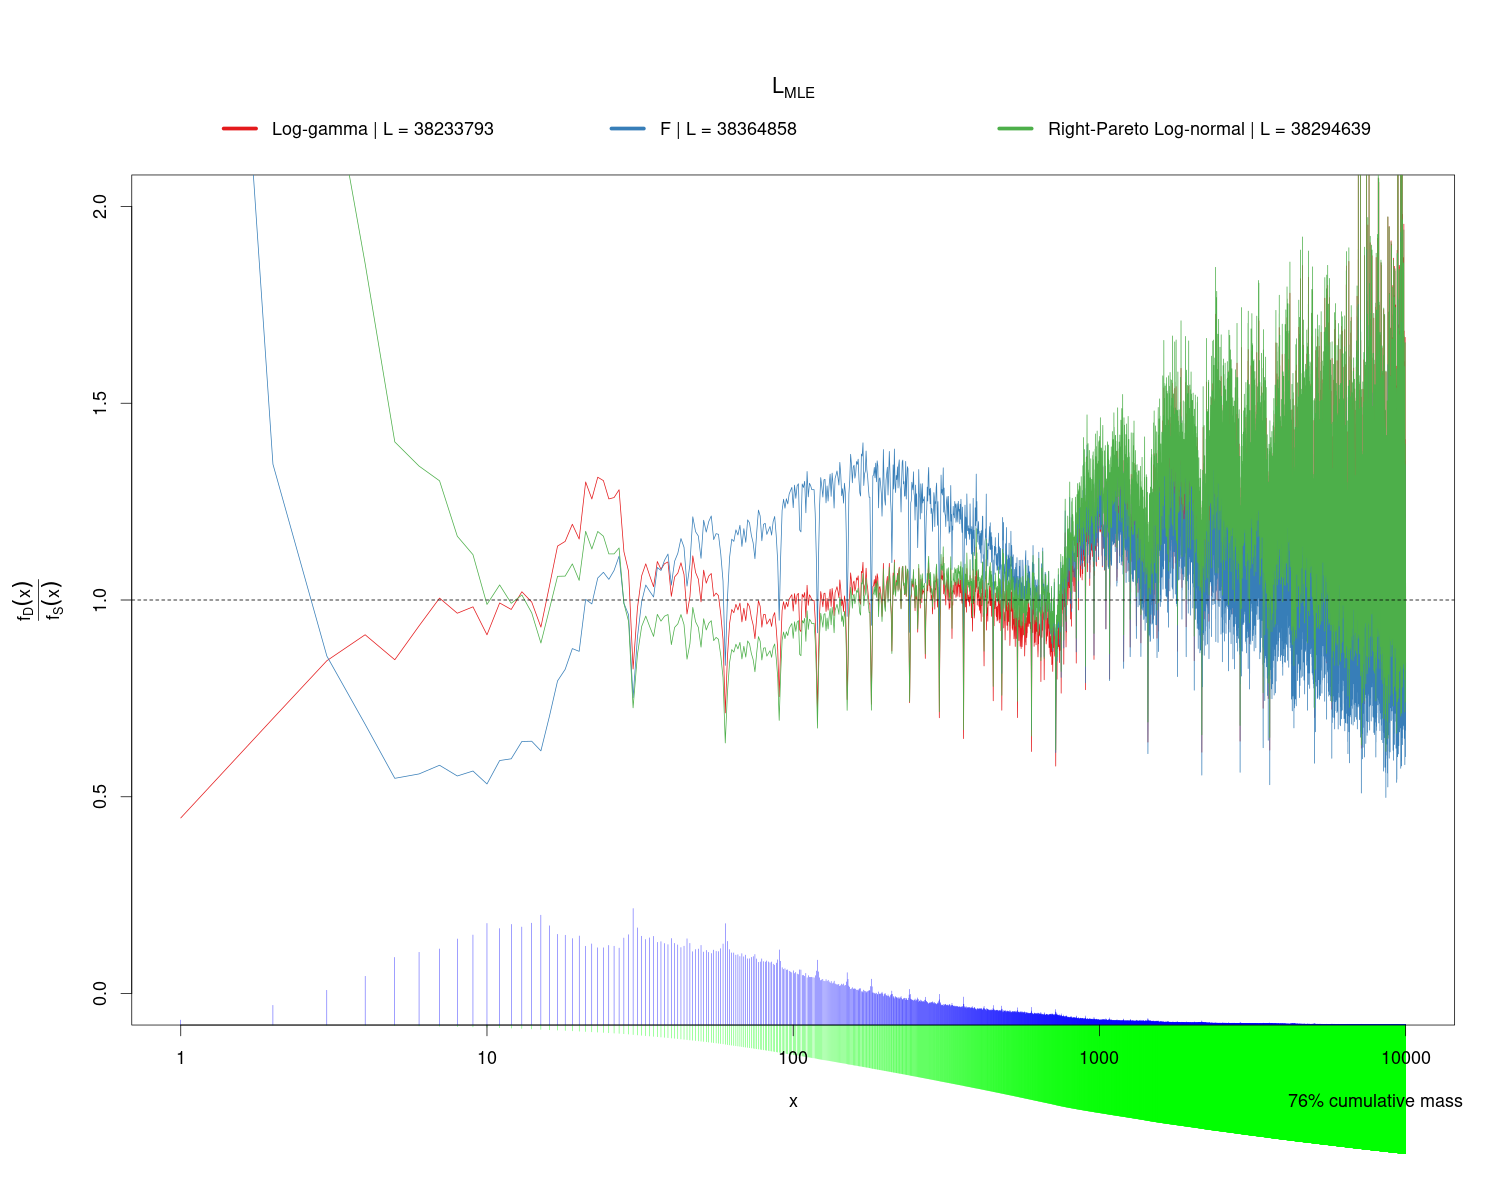 L_MLE
Log-gamma | L = 38233793
F | L = 38364858
Right-Pareto Log-normal | L = 38294639
2.0
1.5
1.0
0.5
0.0
f_D(x)
f_S(x)
1
10
100
1000
10000
x
76% cumulative mass